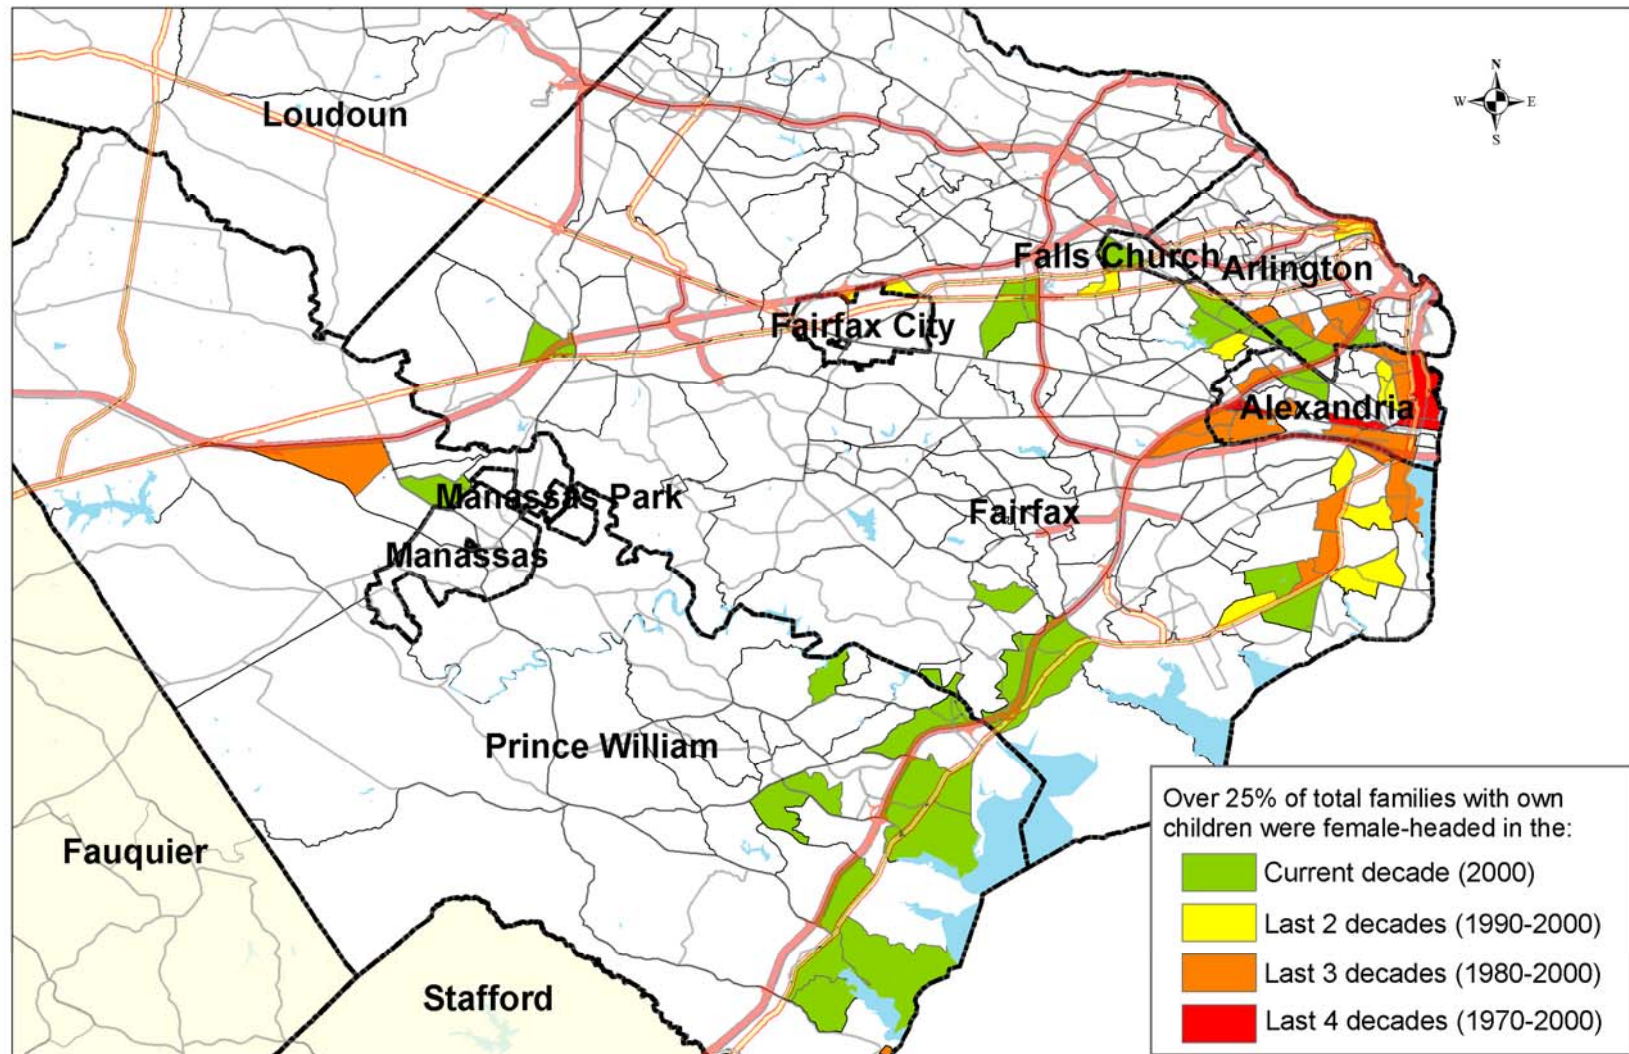 N
W E
S
Loudoun
Falls Church
Arlington
Fairfax City
Alexandria
Manassas Park
Fairfax
Manassas
Prince William
Fauquier
Stafford
Over 25% of total families with own
children were female-headed in the:
Current decade (2000)
Last 2 decades (1990-2000)
Last 3 decades (1980-2000)
Last 4 decades (1970-2000)